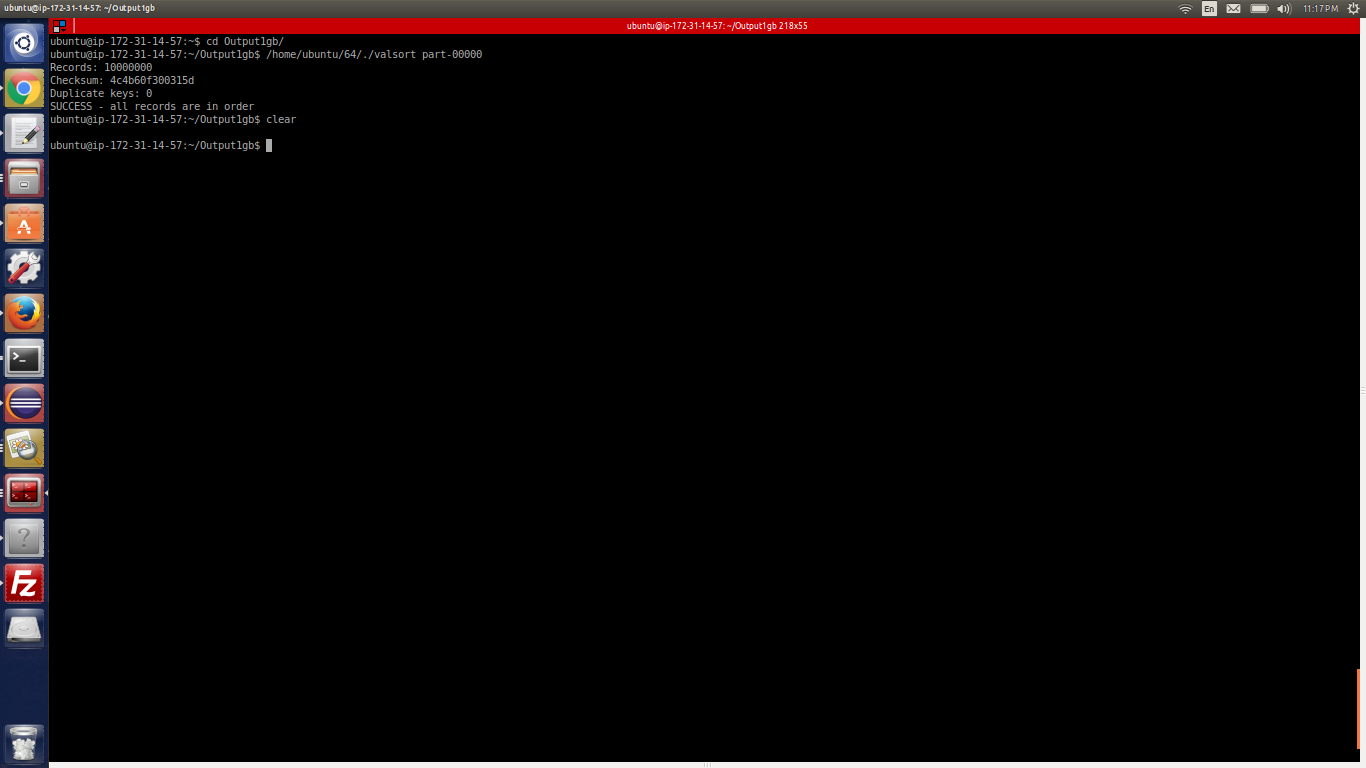 ubuntu@ip-172-31-14-57: ~/Output1gb
En
11:17 PM
ubuntu@ip-172-31-14-57: ~/Output1gb 218x55
ubuntu@ip-172-31-14-57:~$ cd Output1gb/
ubuntu@ip-172-31-14-57:~/Output1gb$ /home/ubuntu/64/./valsort part-00000
Records: 10000000
Checksum: 4c4b60f300315d
Duplicate keys: 0
SUCCESS - all records are in order
ubuntu@ip-172-31-14-57:~/Output1gb$ clear
ubuntu@ip-172-31-14-57:~/Output1gb$
A
>_
?
Fz